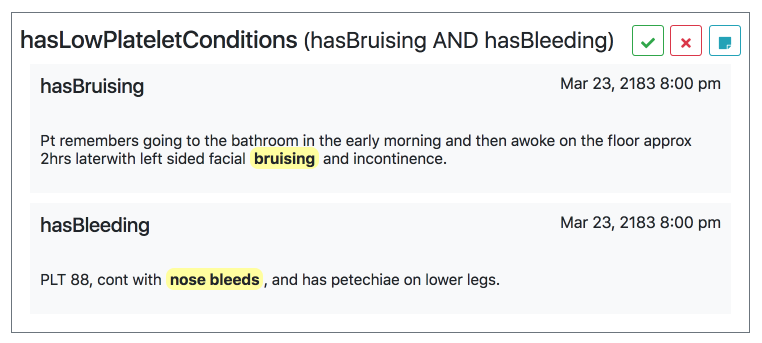 hasLowPlateletConditions (hasBruising AND hasBleeding)
hasBruising
Mar 23, 2183 8:00 pm
Pt remembers going to the bathroom in the early morning and then awoke on the floor approx
2hrs laterwith left sided facial bruising and incontinence.
hasBleeding
Mar 23, 2183 8:00 pm
PLT 88, cont with nose bleeds, and has petechiae on lower legs.